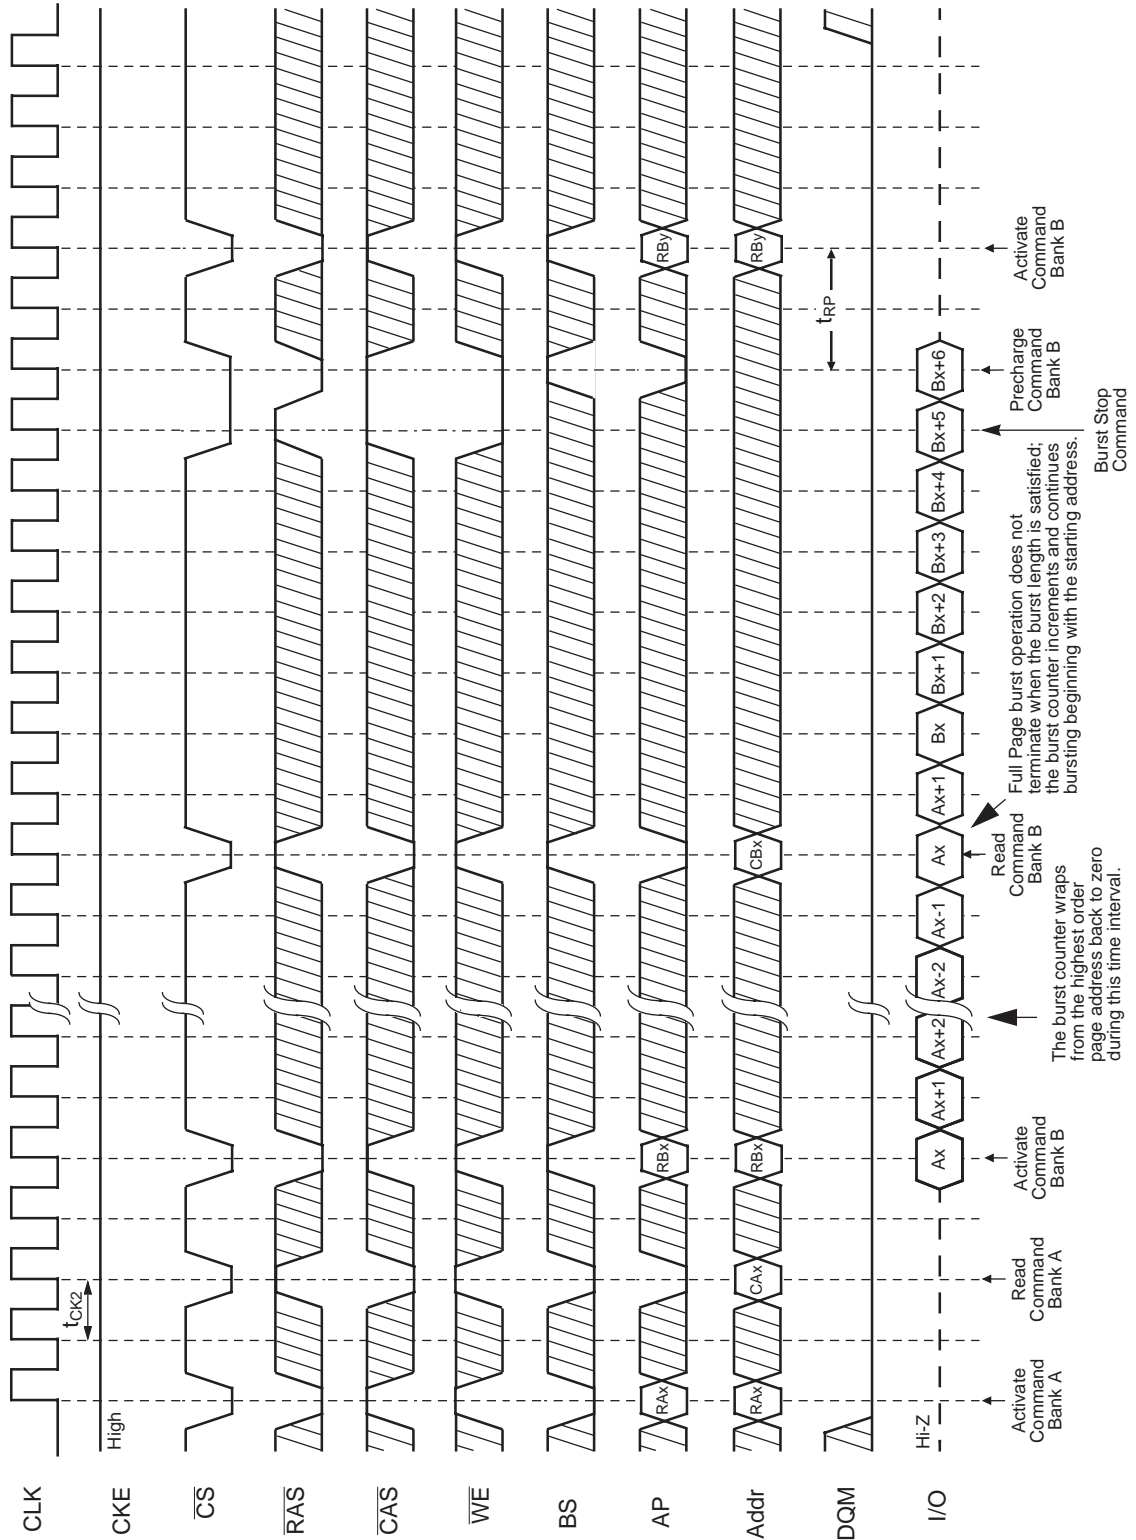 CLK
CKE
High
CS
RAS
CAS
WE
BS
AP
Addr
DQM
I/O
Hi-Z
tCK2
tRP
RAx
RBx
RBy
RAx
CAx
RBx
CBx
RBy
Ax
Ax+1
Ax+2
Ax-2
Ax-1
Ax
Ax+1
Bx
Bx+1
Bx+2
Bx+3
Bx+4
Bx+5
Bx+6
Activate
Command
Bank A
Read
Command
Bank A
Activate
Command
Bank B
The burst counter wraps
from the highest order
page address back to zero
during this time interval.
Read
Command
Bank B
Full Page burst operation does not
terminate when the burst length is satisfied;
the burst counter increments and continues
bursting beginning with the starting address.
Burst Stop
Command
Precharge
Command
Bank B
Activate
Command
Bank B